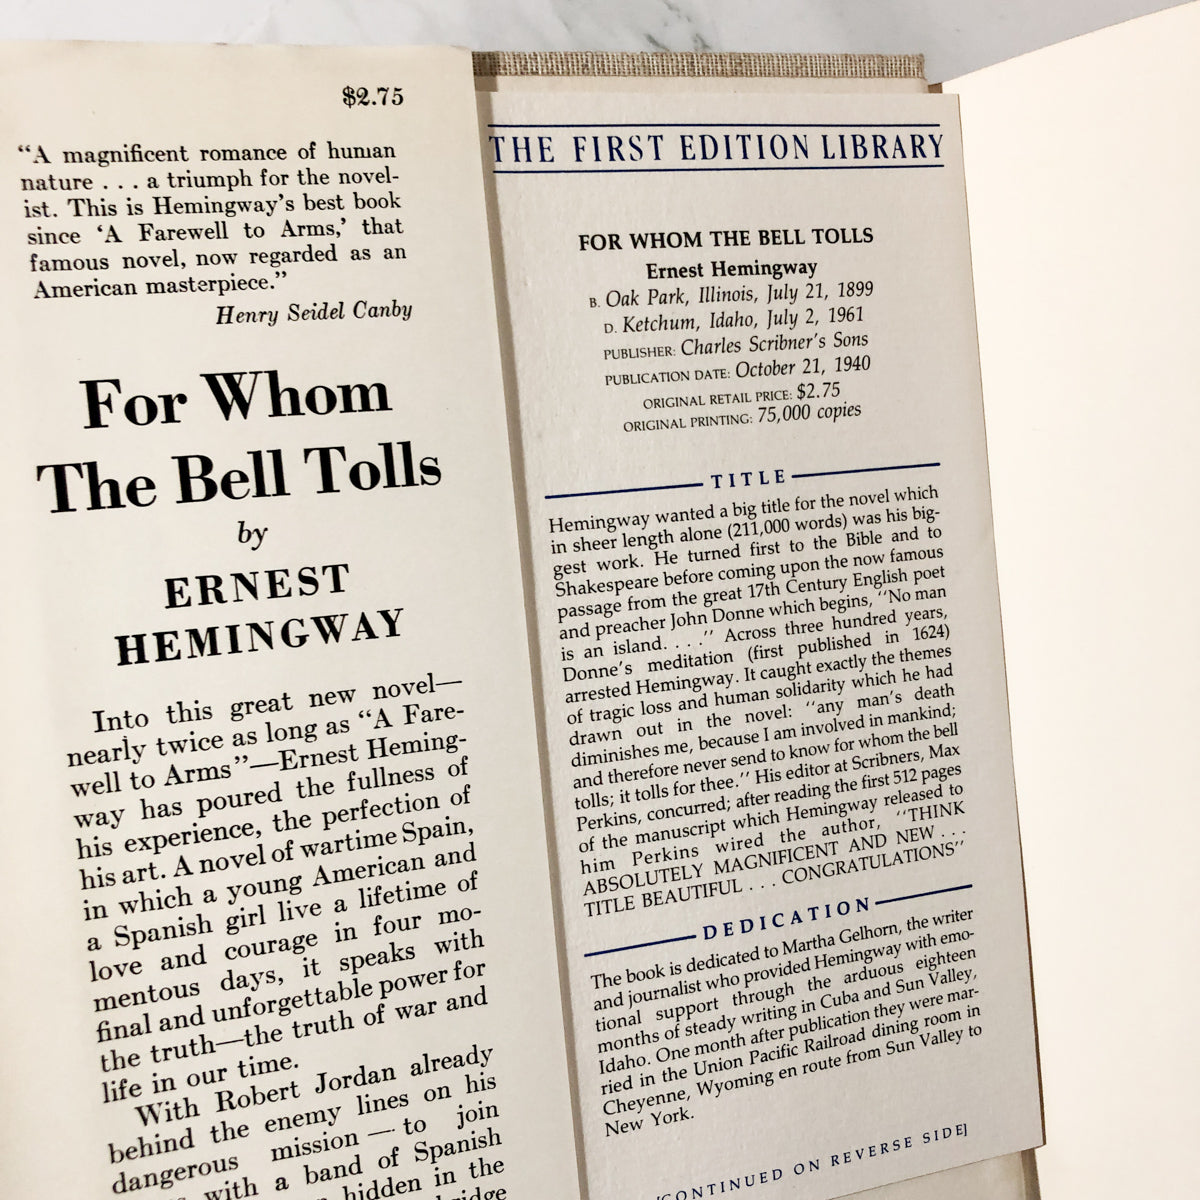 $2.75
“A magnificent romance of human
nature . . . a triumph for the novel-
ist. This is Hemingway’s best book
since ‘A Farewell to Arms,’ that
famous novel, now regarded as an
American masterpiece.”
Henry Seidel Canby
For Whom
The Bell Tolls
by
ERNEST
HEMINGWAY
Into this great new novel—
nearly twice as long as “A Fare-
well to Arms”—Ernest Heming-
way has poured the fullness of
his experience, the perfection of
his art. A novel of wartime Spain,
in which a young American and
a Spanish girl live a lifetime of
love and courage in four mo-
mentous days, it speaks with
final and unforgettable power for
the truth—the truth of war and
life in our time.
With Robert Jordan already
behind the enemy lines on his
dangerous mission — to join
with a band of Spanish
hidden in the
THE FIRST EDITION LIBRARY
FOR WHOM THE BELL TOLLS
Ernest Hemingway
B. Oak Park, Illinois, July 21, 1899
D. Ketchum, Idaho, July 2, 1961
PUBLISHER: Charles Scribner’s Sons
PUBLICATION DATE: October 21, 1940
ORIGINAL RETAIL PRICE: $2.75
ORIGINAL PRINTING: 75,000 copies
TITLE
Hemingway wanted a big title for the novel which
in sheer length alone (211,000 words) was his big-
gest work. He turned first to the Bible and to
Shakespeare before coming upon the now famous
passage from the great 17th Century English poet
and preacher John Donne which begins, ‘‘No man
is an island. . . .’’ Across three hundred years,
Donne’s meditation (first published in 1624)
arrested Hemingway. It caught exactly the themes
of tragic loss and human solidarity which he had
drawn out in the novel: ‘‘any man’s death
diminishes me, because I am involved in mankind;
and therefore never send to know for whom the bell
tolls; it tolls for thee.’’ His editor at Scribners, Max
Perkins, concurred; after reading the first 512 pages
of the manuscript which Hemingway released to
him Perkins wired the author, ‘‘THINK
ABSOLUTELY MAGNIFICENT AND NEW . . .
TITLE BEAUTIFUL . . . CONGRATULATIONS’’
DEDICATION
The book is dedicated to Martha Gelhorn, the writer
and journalist who provided Hemingway with emo-
tional support through the arduous eighteen
months of steady writing in Cuba and Sun Valley,
Idaho. One month after publication they were mar-
ried in the Union Pacific Railroad dining room in
Cheyenne, Wyoming en route from Sun Valley to
New York.
[CONTINUED ON REVERSE SIDE]